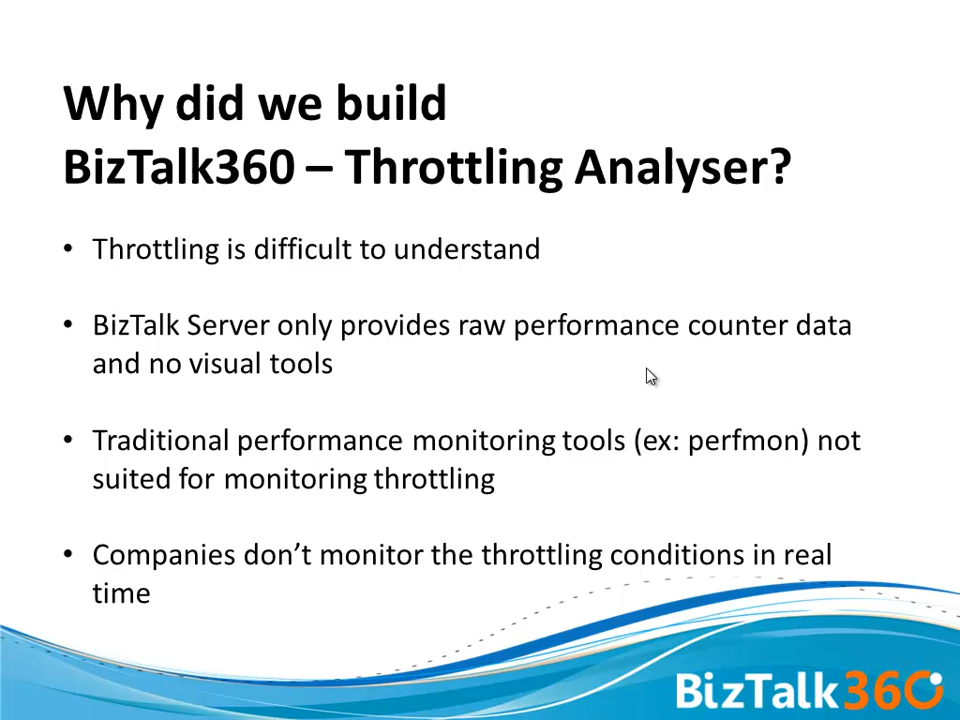 Why did we build
BizTalk360 – Throttling Analyser?
• Throttling is difficult to understand
• BizTalk Server only provides raw performance counter data
and no visual tools
• Traditional performance monitoring tools (ex: perfmon) not
suited for monitoring throttling
• Companies don’t monitor the throttling conditions in real
time
BizTalk360